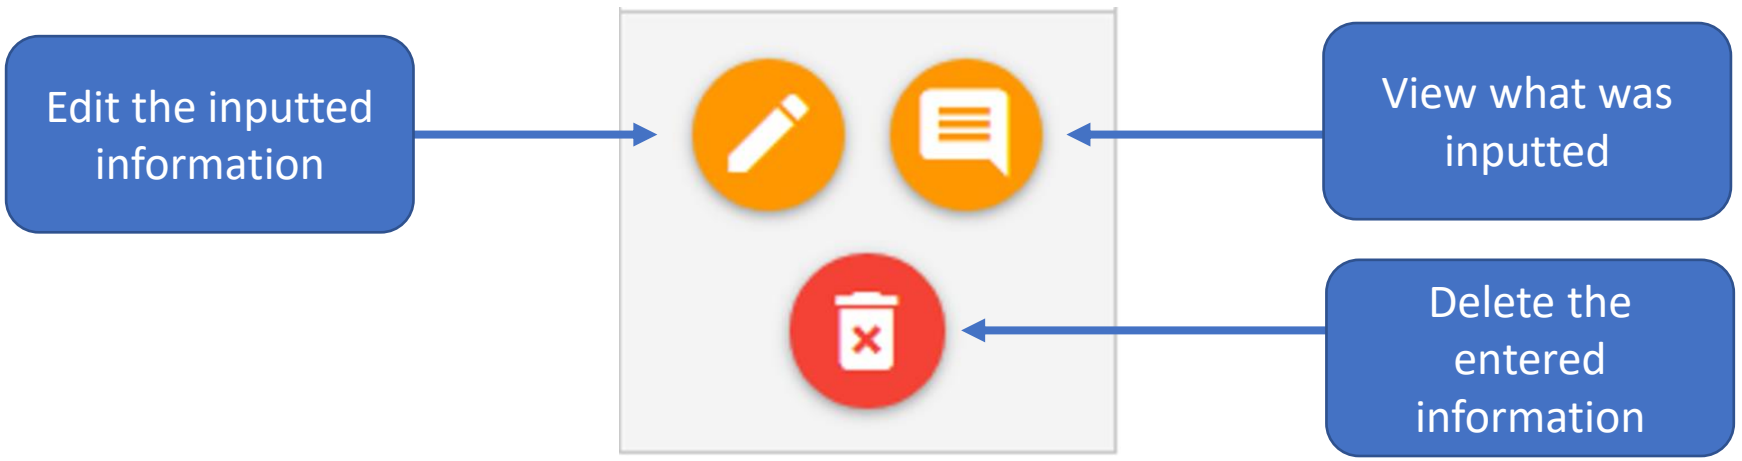 Edit the inputted
information
View what was
inputted
Delete the
entered
information